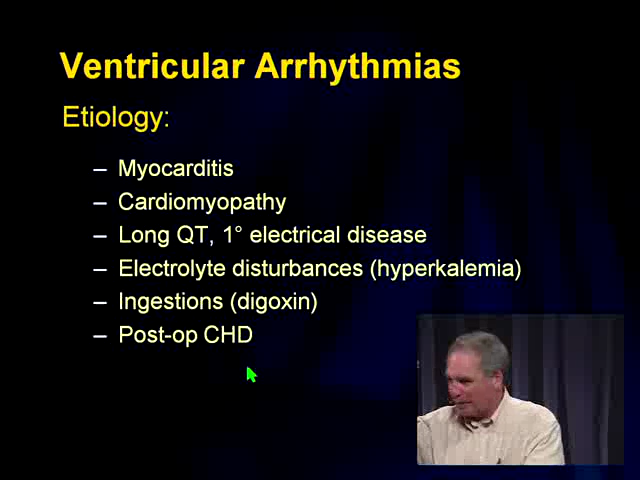 Ventricular Arrhythmias
Etiology:
– Myocarditis
– Cardiomyopathy
– Long QT, 1° electrical disease
– Electrolyte disturbances (hyperkalemia)
– Ingestions (digoxin)
– Post-op CHD